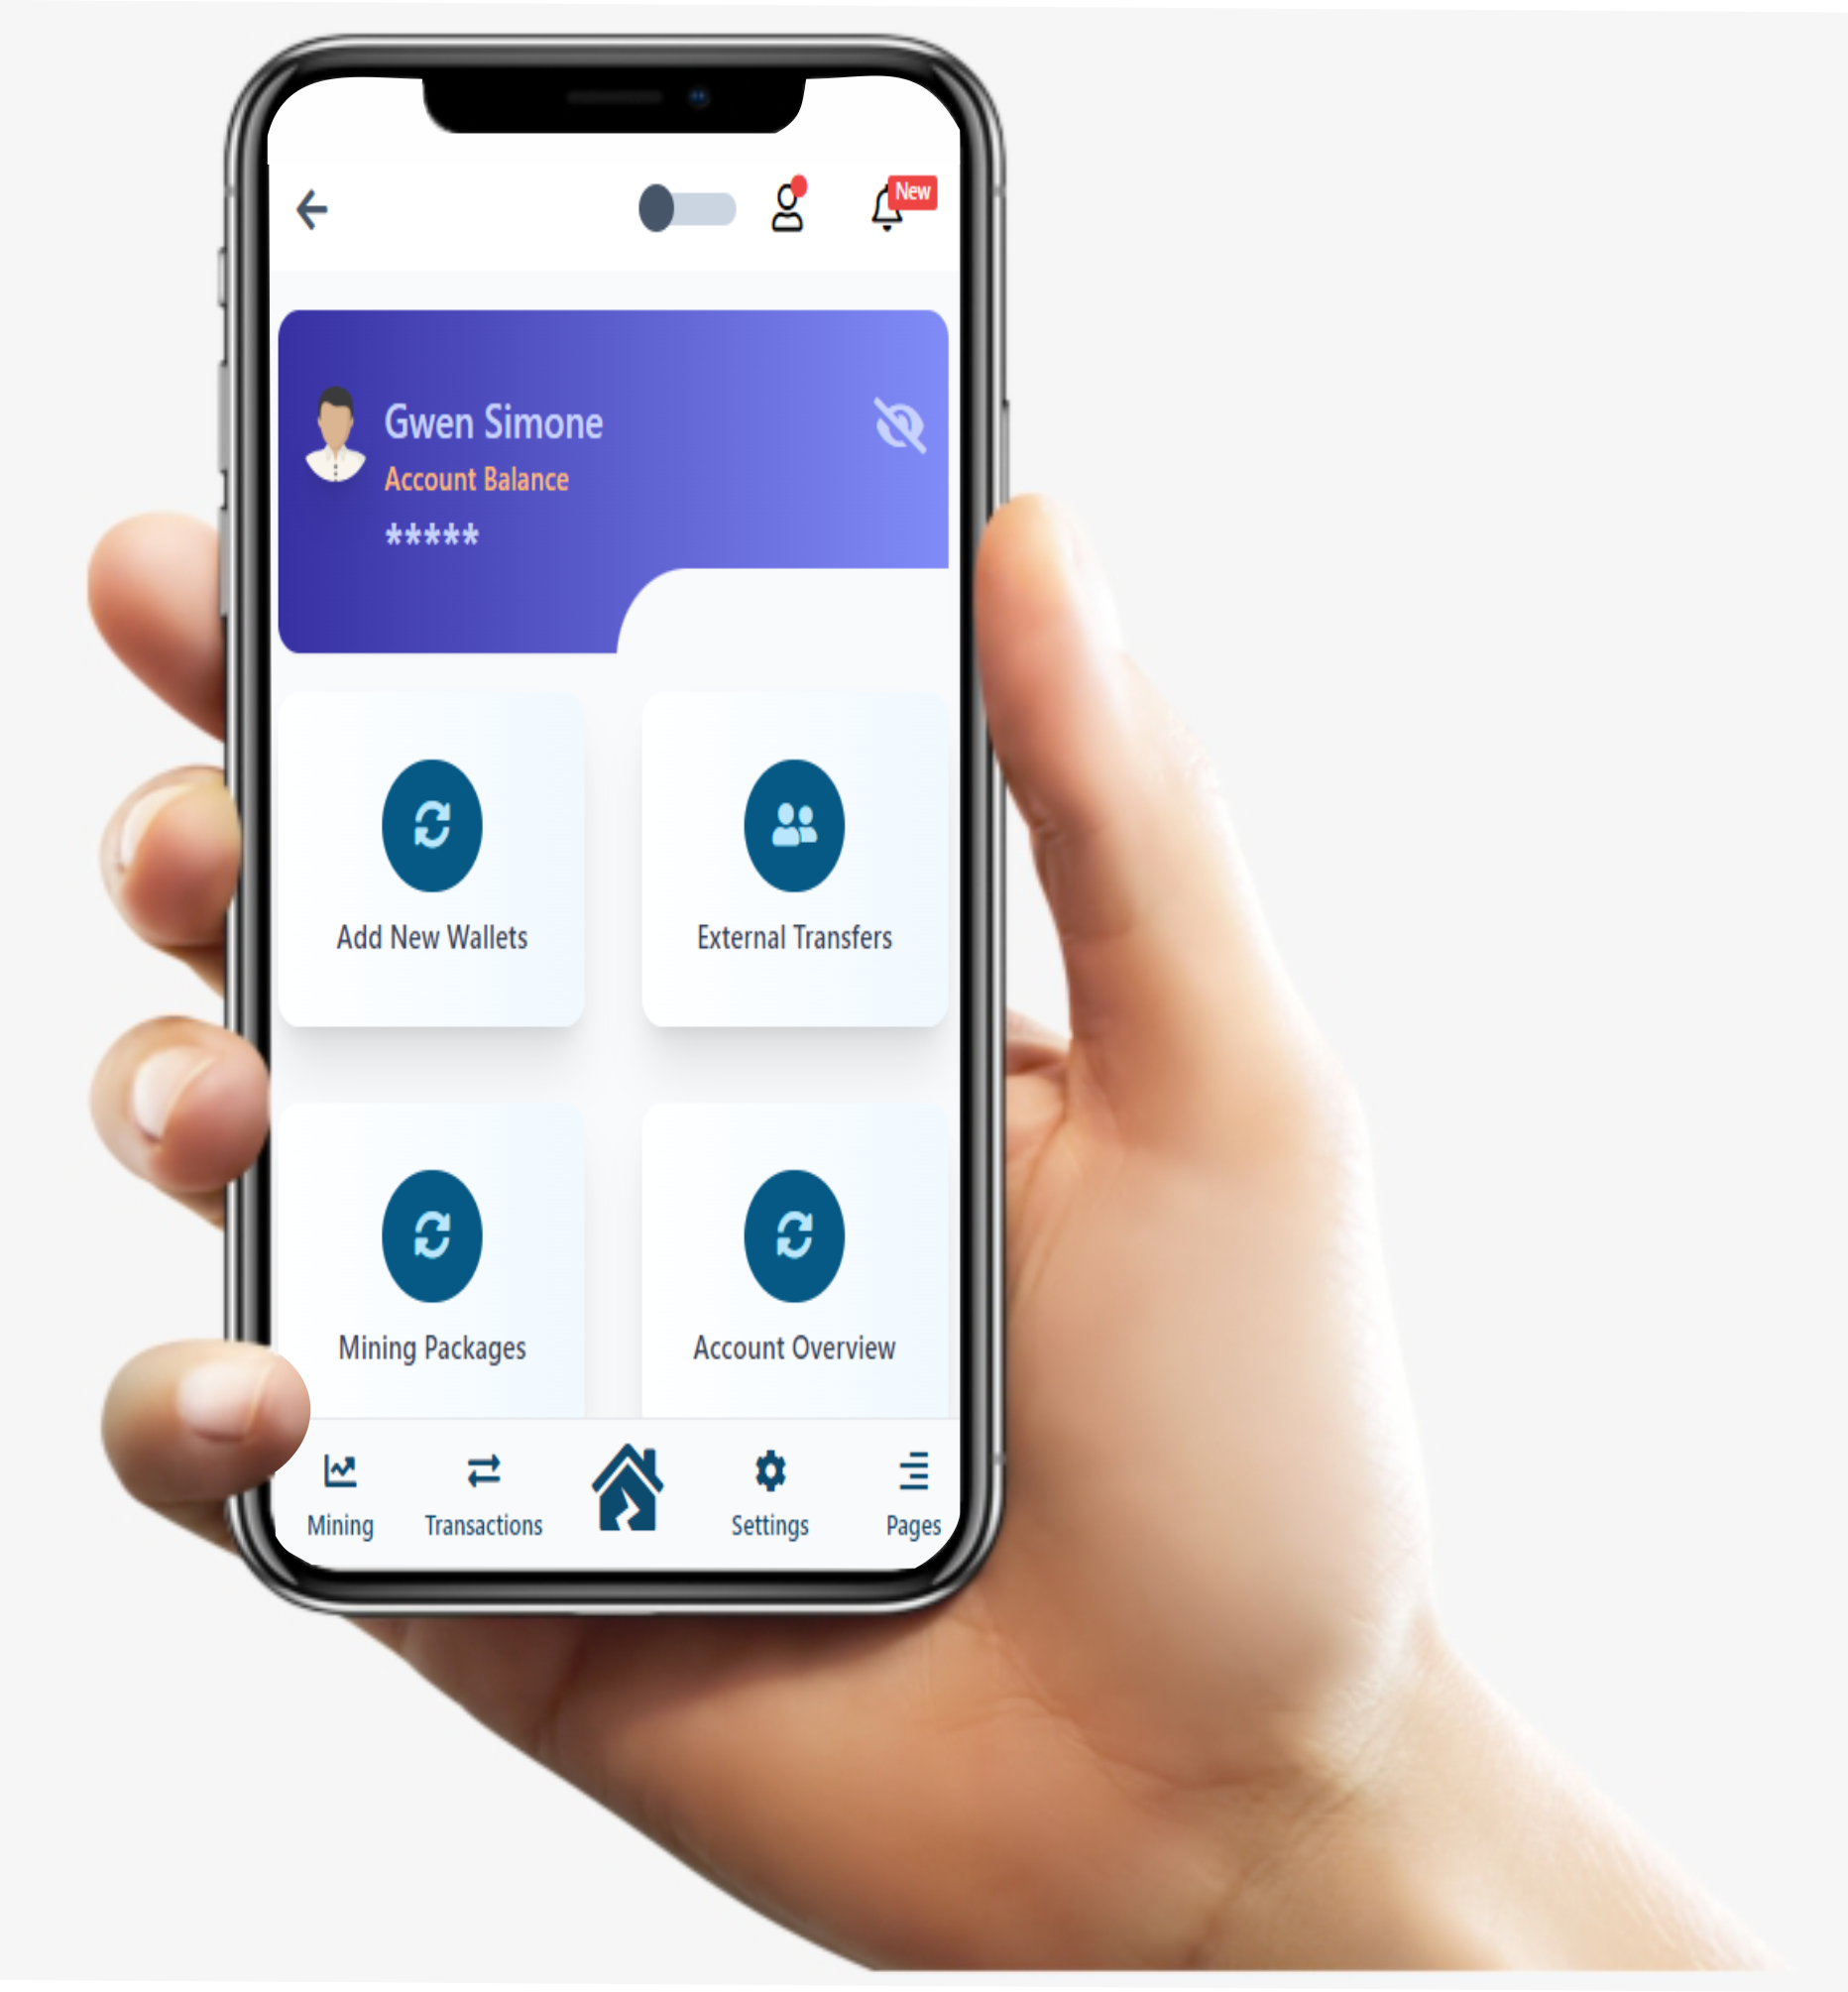 New
Gwen Simone
Account Balance
*****
Add New Wallets
External Transfers
Mining Packages
Account Overview
Mining
Transactions
Settings
Pages